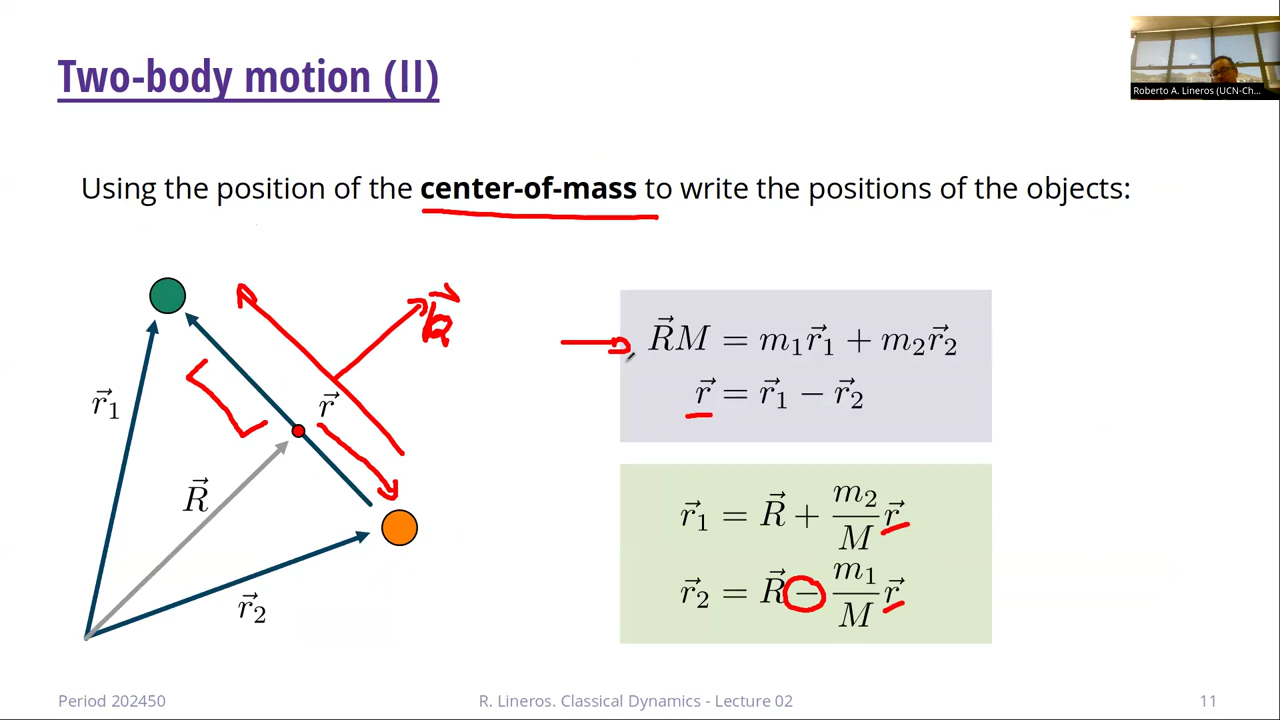 Two-body motion (II)
Roberto A. Lineros (UCN-Ch...
Using the position of the center-of-mass to write the positions of the objects:
$\vec{r}_1$
$\vec{r}$
$\vec{R}$
$\vec{r}_2$
$\vec{R}M = m_1\vec{r}_1 + m_2\vec{r}_2$
$\vec{r} = \vec{r}_1 - \vec{r}_2$
$\vec{r}_1 = \vec{R} + \frac{m_2}{M}\vec{r}$
$\vec{r}_2 = \vec{R} - \frac{m_1}{M}\vec{r}$
Period 202450
R. Lineros. Classical Dynamics - Lecture 02
11